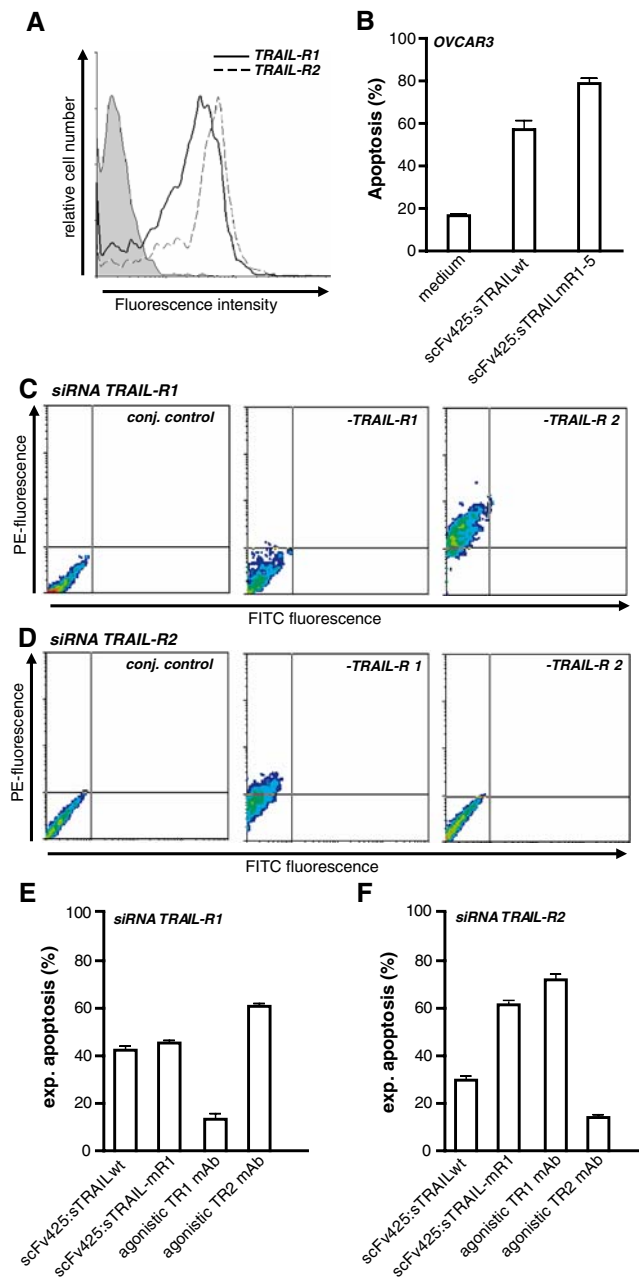 A
TRAIL-R1
TRAIL-R2
relative cell number
Fluorescence intensity
B
OVCAR3
Apoptosis (%)
100
80
60
40
20
0
medium
scFv425:sTRAILwt
scFv425:sTRAILmR1-5
C
siRNA TRAIL-R1
conj. control
-TRAIL-R1
-TRAIL-R 2
PE-fluorescence
FITC fluorescence
D
siRNA TRAIL-R2
conj. control
-TRAIL-R 1
-TRAIL-R 2
PE-fluorescence
FITC fluorescence
E
siRNA TRAIL-R1
exp. apoptosis (%)
100
80
60
40
20
0
scFv425:sTRAILwt
scFv425:sTRAIL-mR1
agonistic TR1 mAb
agonistic TR2 mAb
F
siRNA TRAIL-R2
exp. apoptosis (%)
100
80
60
40
20
0
scFv425:sTRAILwt
scFv425:sTRAIL-mR1
agonistic TR1 mAb
agonistic TR2 mAb